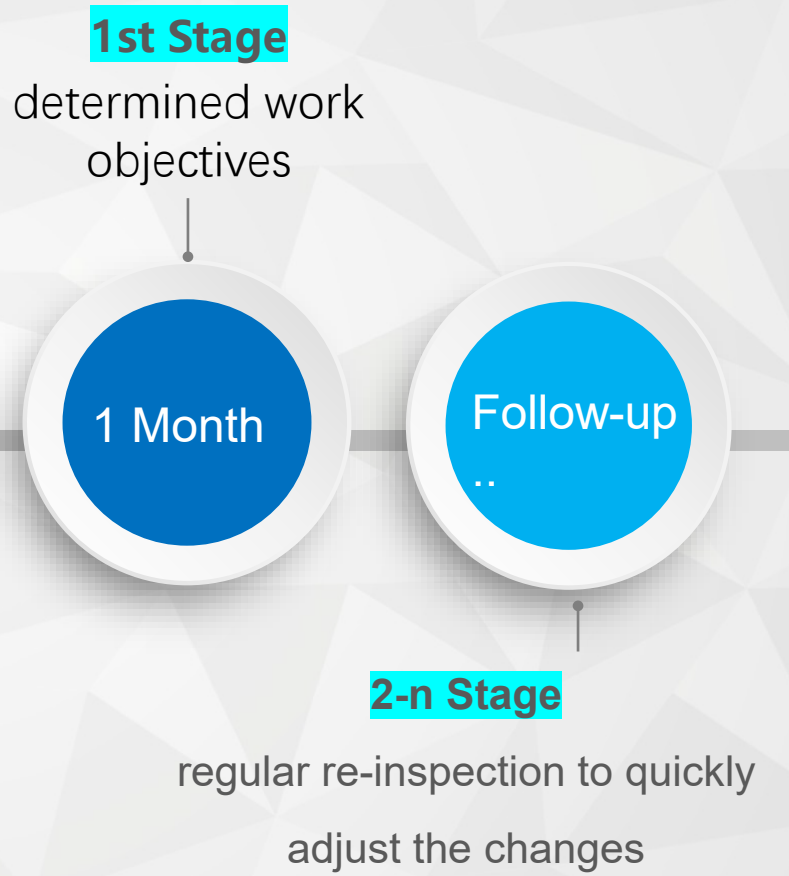 1st Stage
determined work
objectives
1 Month
Follow-up
..
2-n Stage
regular re-inspection to quickly
adjust the changes